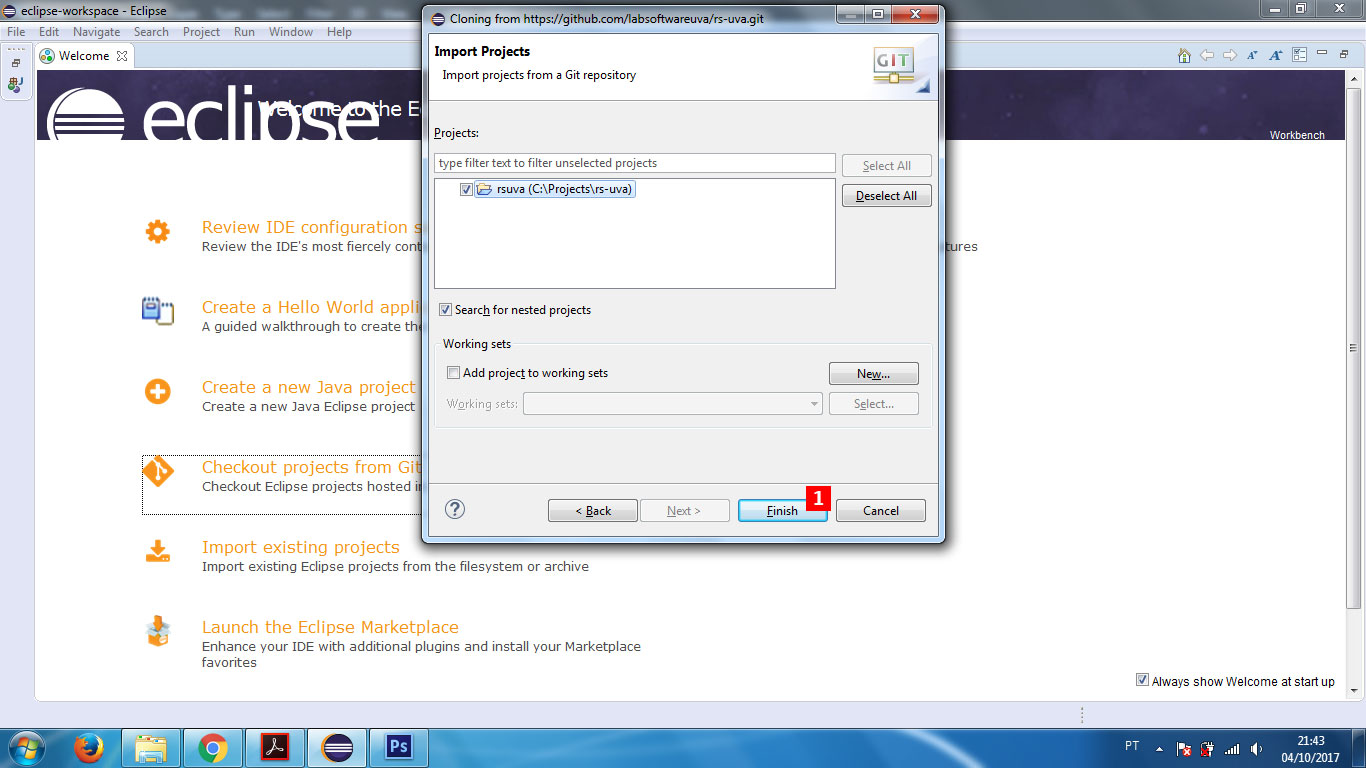 eclipse-workspace - Eclipse
File Edit Navigate Search Project Run Window Help
Welcome
eclipse
Welcome to the E
Workbench
Review IDE configuration s
Review the IDE's most fiercely cont
tures
Create a Hello World appli
A guided walkthrough to create the
Create a new Java project
Create a new Java Eclipse project
Checkout projects from Git
Checkout Eclipse projects hosted in
Import existing projects
Import existing Eclipse projects from the filesystem or archive
Launch the Eclipse Marketplace
Enhance your IDE with additional plugins and install your Marketplace
favorites
Always show Welcome at start up
Cloning from https://github.com/labsoftwareuva/rs-uva.git
Import Projects
Import projects from a Git repository
GIT
Projects:
type filter text to filter unselected projects
Select All
rsuva (C:\Projects\rs-uva)
Deselect All
Search for nested projects
Working sets
Add project to working sets
New...
Working sets:
Select...
1
? < Back Next > Finish Cancel
Ps
PT
21:43
04/10/2017